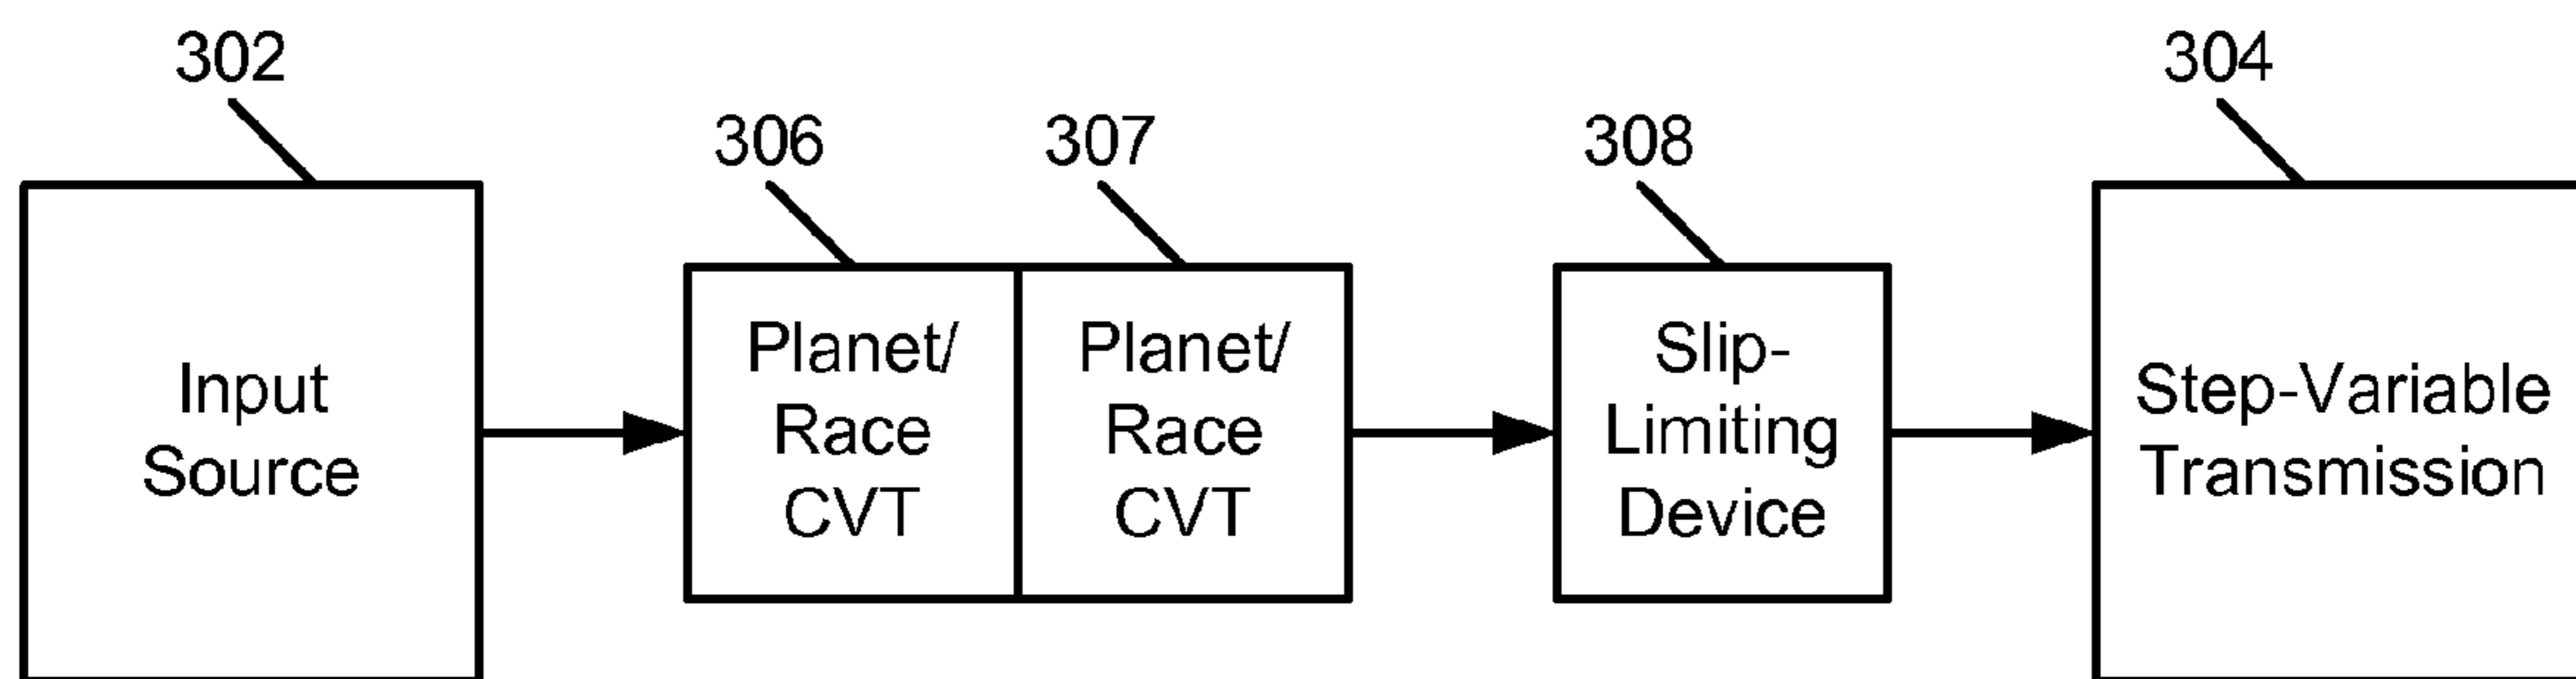 302
304
306
307
308
Input
Source
Planet/
Race
CVT
Planet/
Race
CVT
Slip-
Limiting
Device
Step-Variable
Transmission